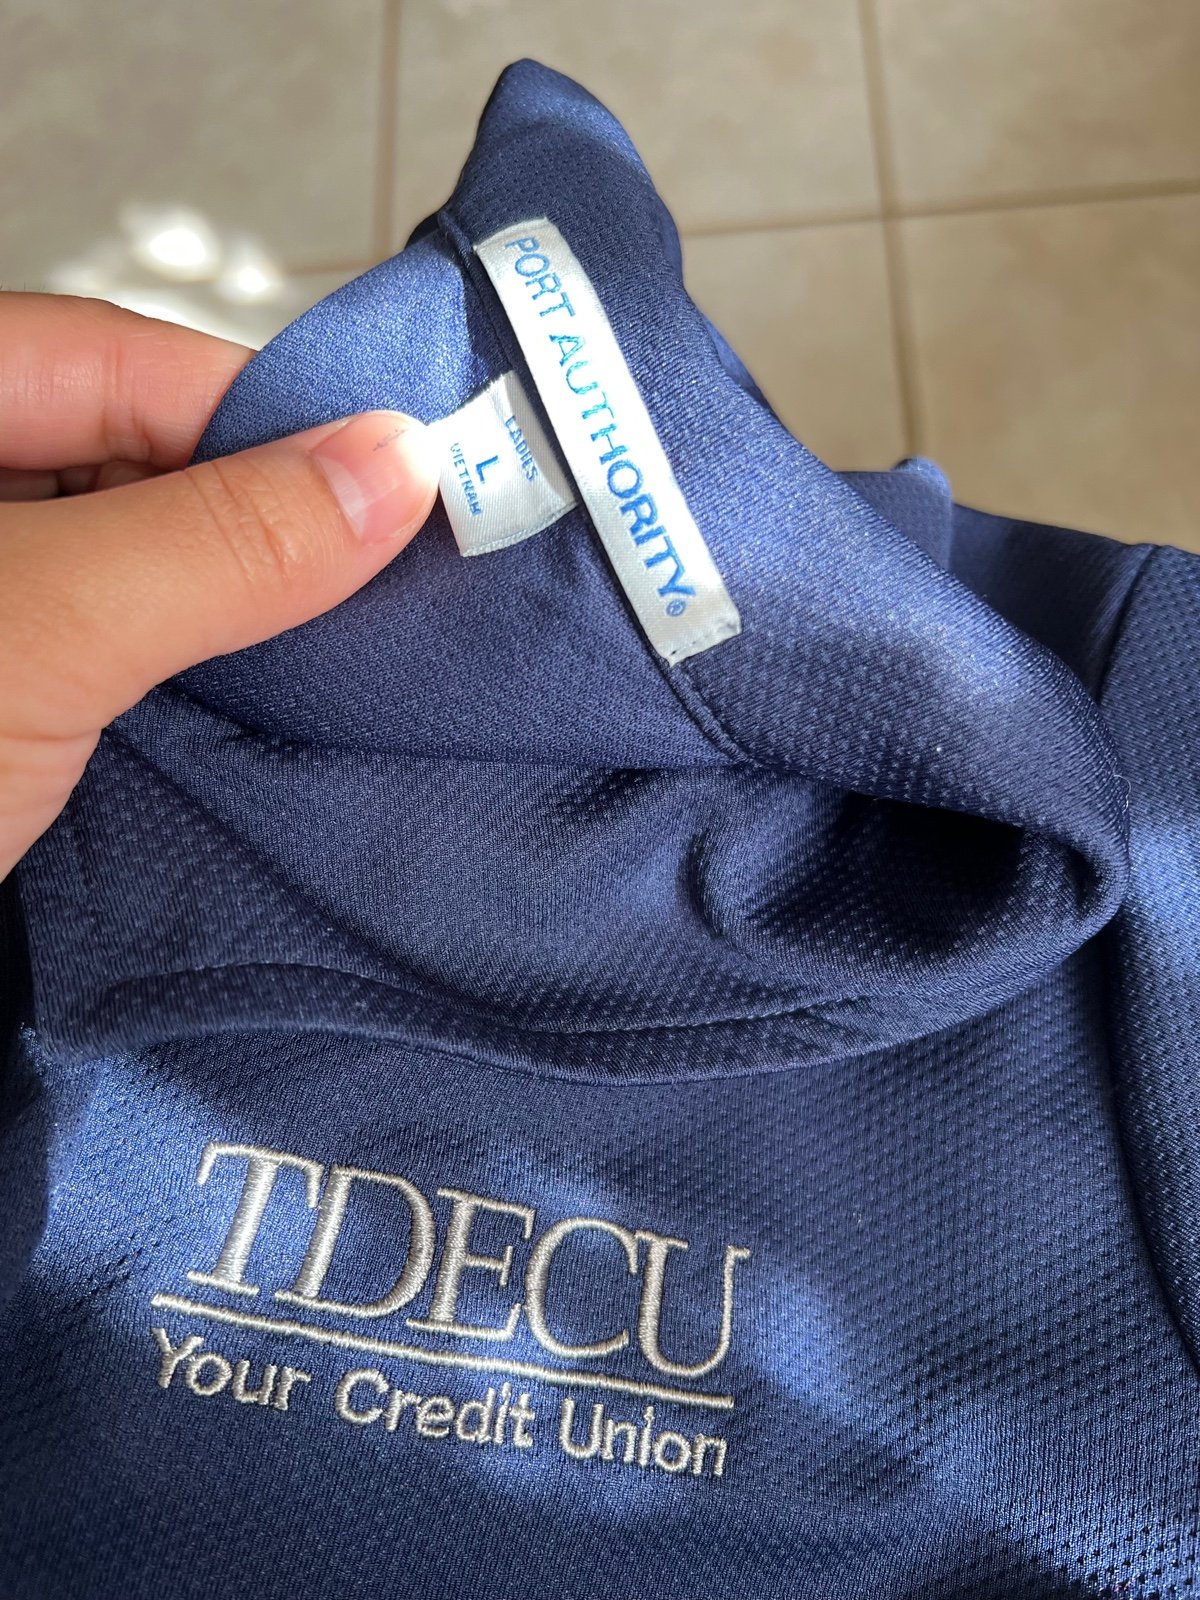 PORT AUTHORITY®
LADIES
L
VIETNAM
TDECU
Your Credit Union